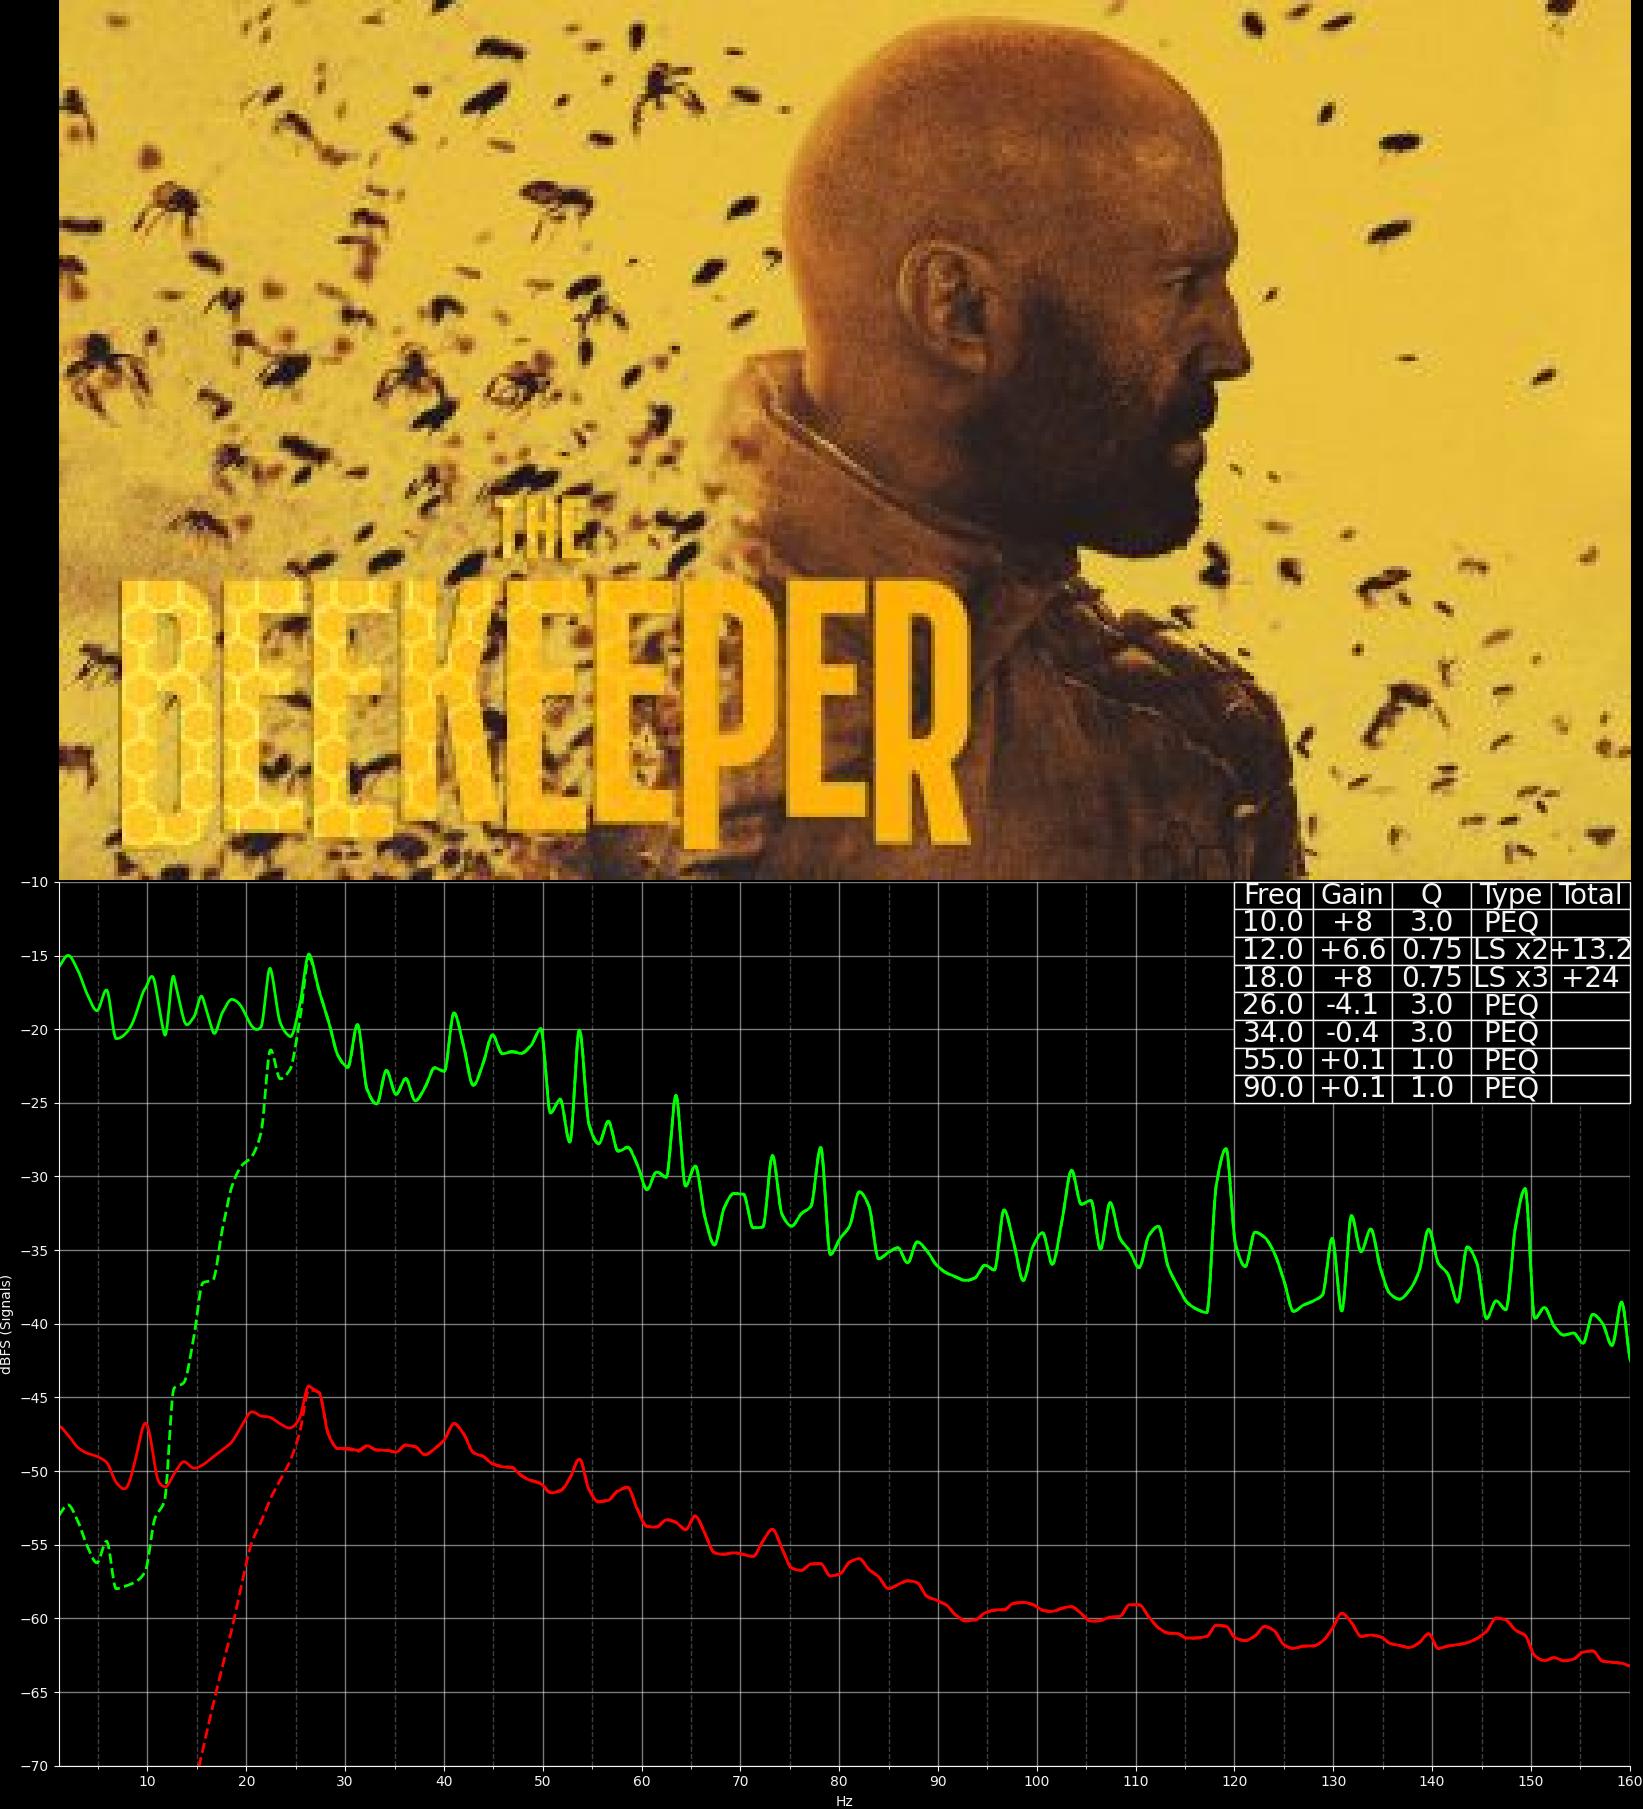 THE
BEEKEEPER
Freq Gain Q Type Total
10.0 +8 3.0 PEQ
12.0 +6.6 0.75 LS x2 +13.2
18.0 +8 0.75 LS x3 +24
26.0 -4.1 3.0 PEQ
34.0 -0.4 3.0 PEQ
55.0 +0.1 1.0 PEQ
90.0 +0.1 1.0 PEQ
−10
−15
−20
−25
−30
−35
−40
−45
−50
−55
−60
−65
−70
dBFS (Signals)
10 20 30 40 50 60 70 80 90 100 110 120 130 140 150 160
Hz